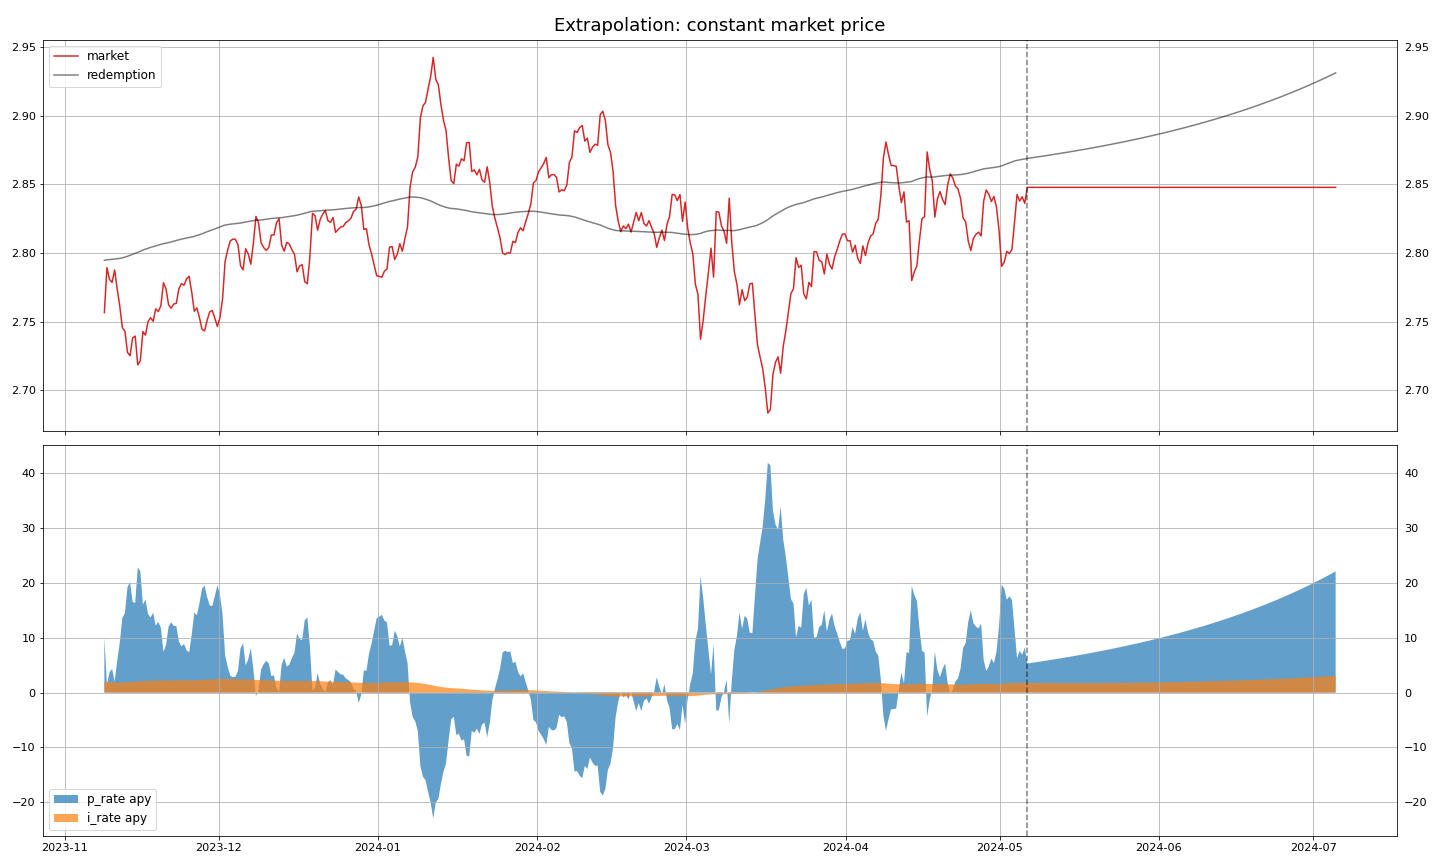 Extrapolation: constant market price
market
redemption
2.95 2.95
2.90 2.90
2.85 2.85
2.80 2.80
2.75 2.75
2.70 2.70
40 40
30 30
20 20
10 10
0 0
−10 −10
−20 −20
p_rate apy
i_rate apy
2023-11 2023-12 2024-01 2024-02 2024-03 2024-04 2024-05 2024-06 2024-07